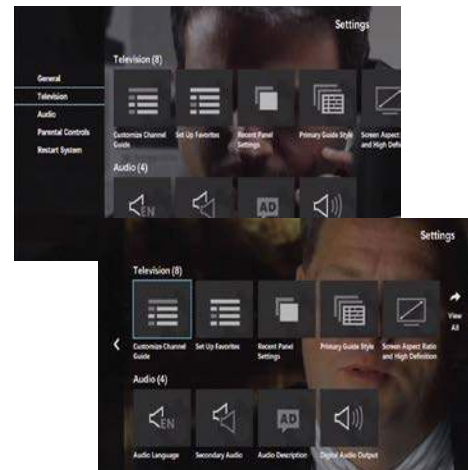 Settings
Television (8)
General
Television
Audio
Parental Controls
Restart System
Customize Channel
Guide
Set Up Favorites
Recent Panel
Settings
Primary Guide Style
Screen Aspect
and High Defin
Audio (4)
EN
AD
Settings
Television (8)
View
All
Customize Channel
Guide
Set Up Favorites
Recent Panel
Settings
Primary Guide Style
Screen Aspect Ratio
and High Definition
Audio (4)
EN
AD
Audio Language
Secondary Audio
Audio Description
Digital Audio Output